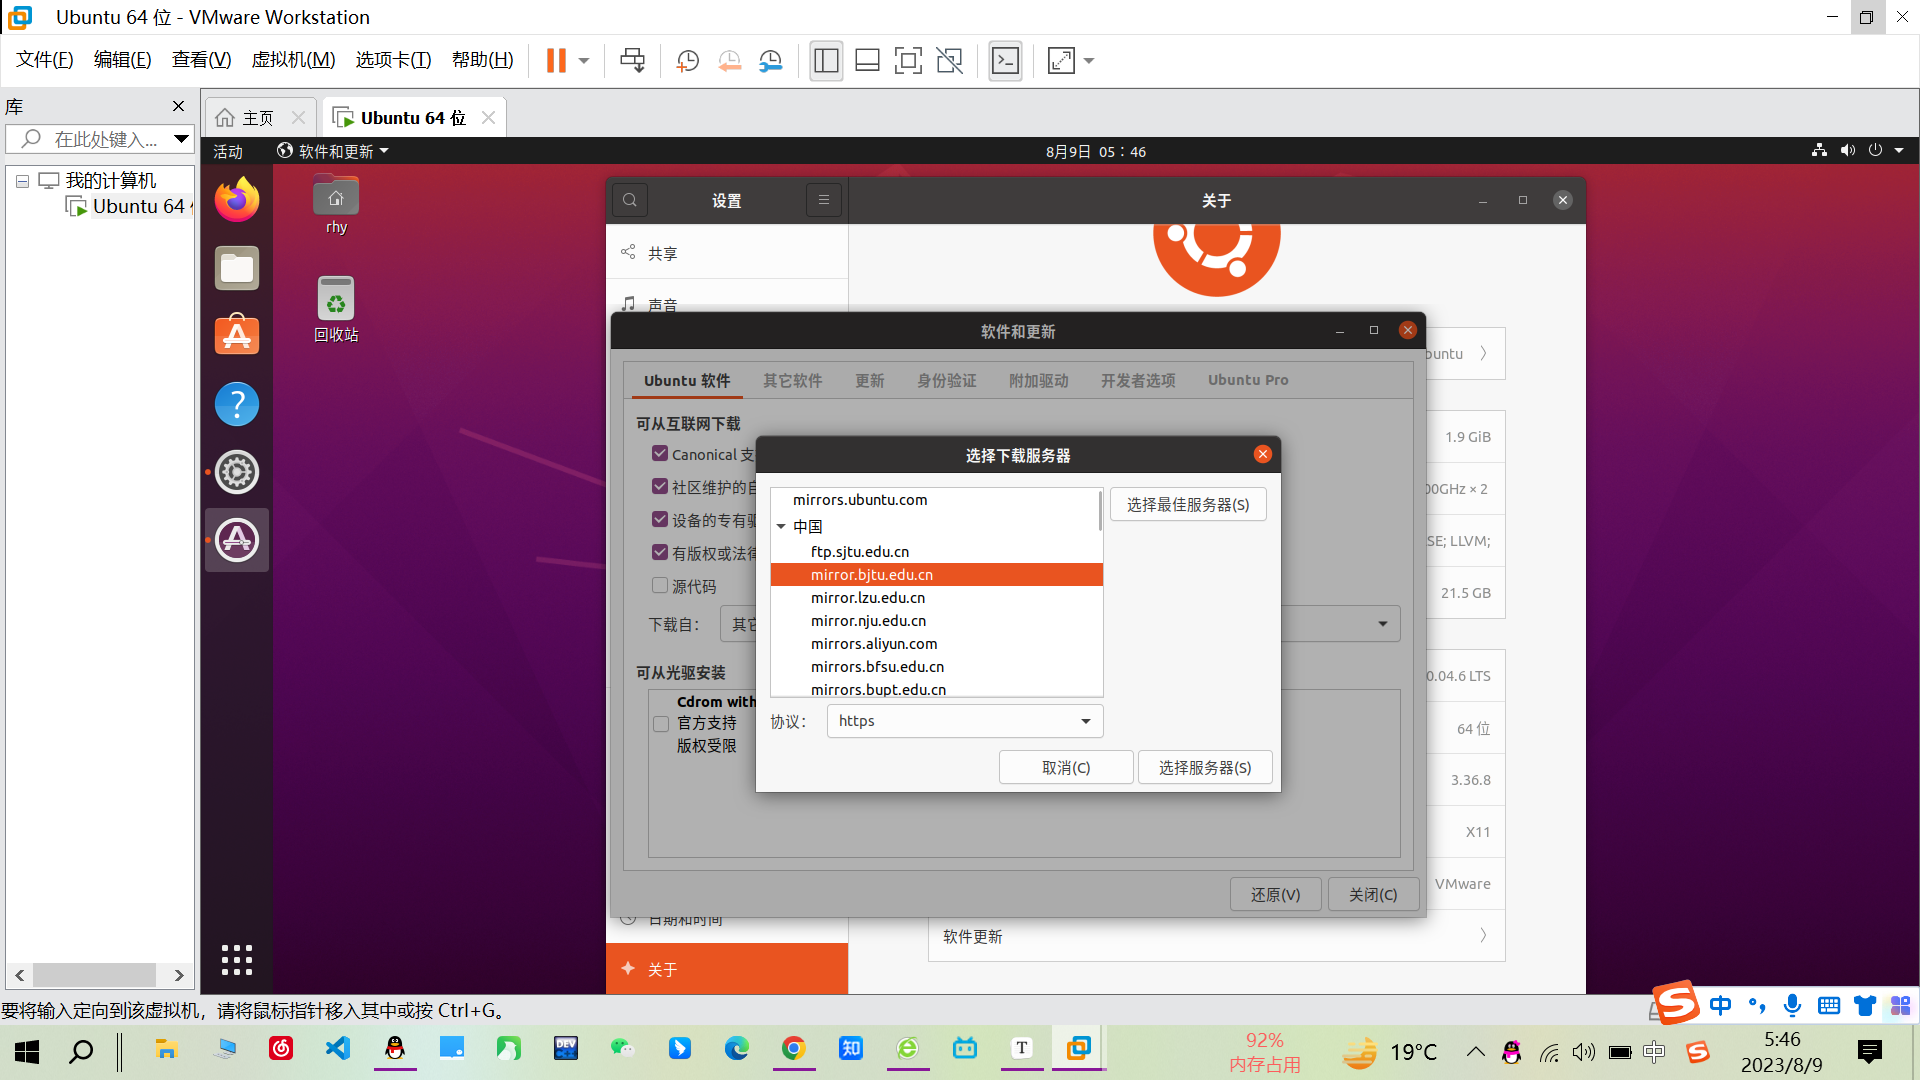 Ubuntu 64 位 - VMware Workstation
文件(F) 编辑(E) 查看(V) 虚拟机(M) 选项卡(T) 帮助(H)
库
在此处键入...
主页
Ubuntu 64 位
我的计算机
Ubuntu 64
活动
软件和更新
8月9日 05：46
rhy
回收站
设置
关于
共享
声音
软件和更新
Ubuntu 软件 其它软件 更新 身份验证 附加驱动 开发者选项 Ubuntu Pro
可从互联网下载
Canonical 支
社区维护的
设备的专有
有版权或法
源代码
下载自：
其它
可从光驱安装
Cdrom with
官方支持
版权受限
选择下载服务器
mirrors.ubuntu.com
中国
ftp.sjtu.edu.cn
mirror.bjtu.edu.cn
mirror.lzu.edu.cn
mirror.nju.edu.cn
mirrors.aliyun.com
mirrors.bfsu.edu.cn
mirrors.bupt.edu.cn
选择最佳服务器(S)
协议：
https
取消(C) 选择服务器(S)
还原(V) 关闭(C)
buntu
1.9 GiB
00GHz × 2
SE; LLVM;
21.5 GB
0.04.6 LTS
64 位
3.36.8
X11
VMware
日期和时间
软件更新
关于
要将输入定向到该虚拟机，请将鼠标指针移入其中或按 Ctrl+G。
中
DEV
知
T
92%
内存占用
19°C
中
5:46
2023/8/9